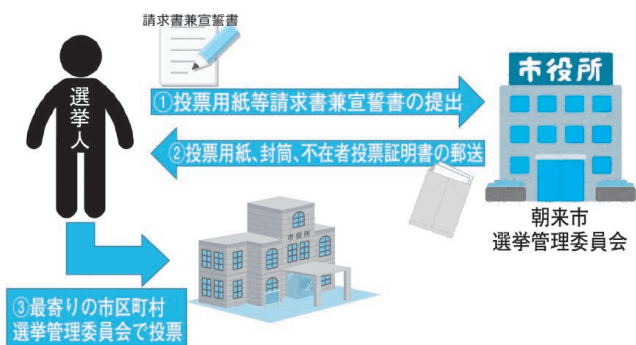 請求書兼宣誓書
選挙人
①投票用紙等請求書兼宣誓書の提出
市役所
②投票用紙、封筒、不在者投票証明書の郵送
朝来市
選挙管理委員会
市役所
③最寄りの市区町村
選挙管理委員会で投票